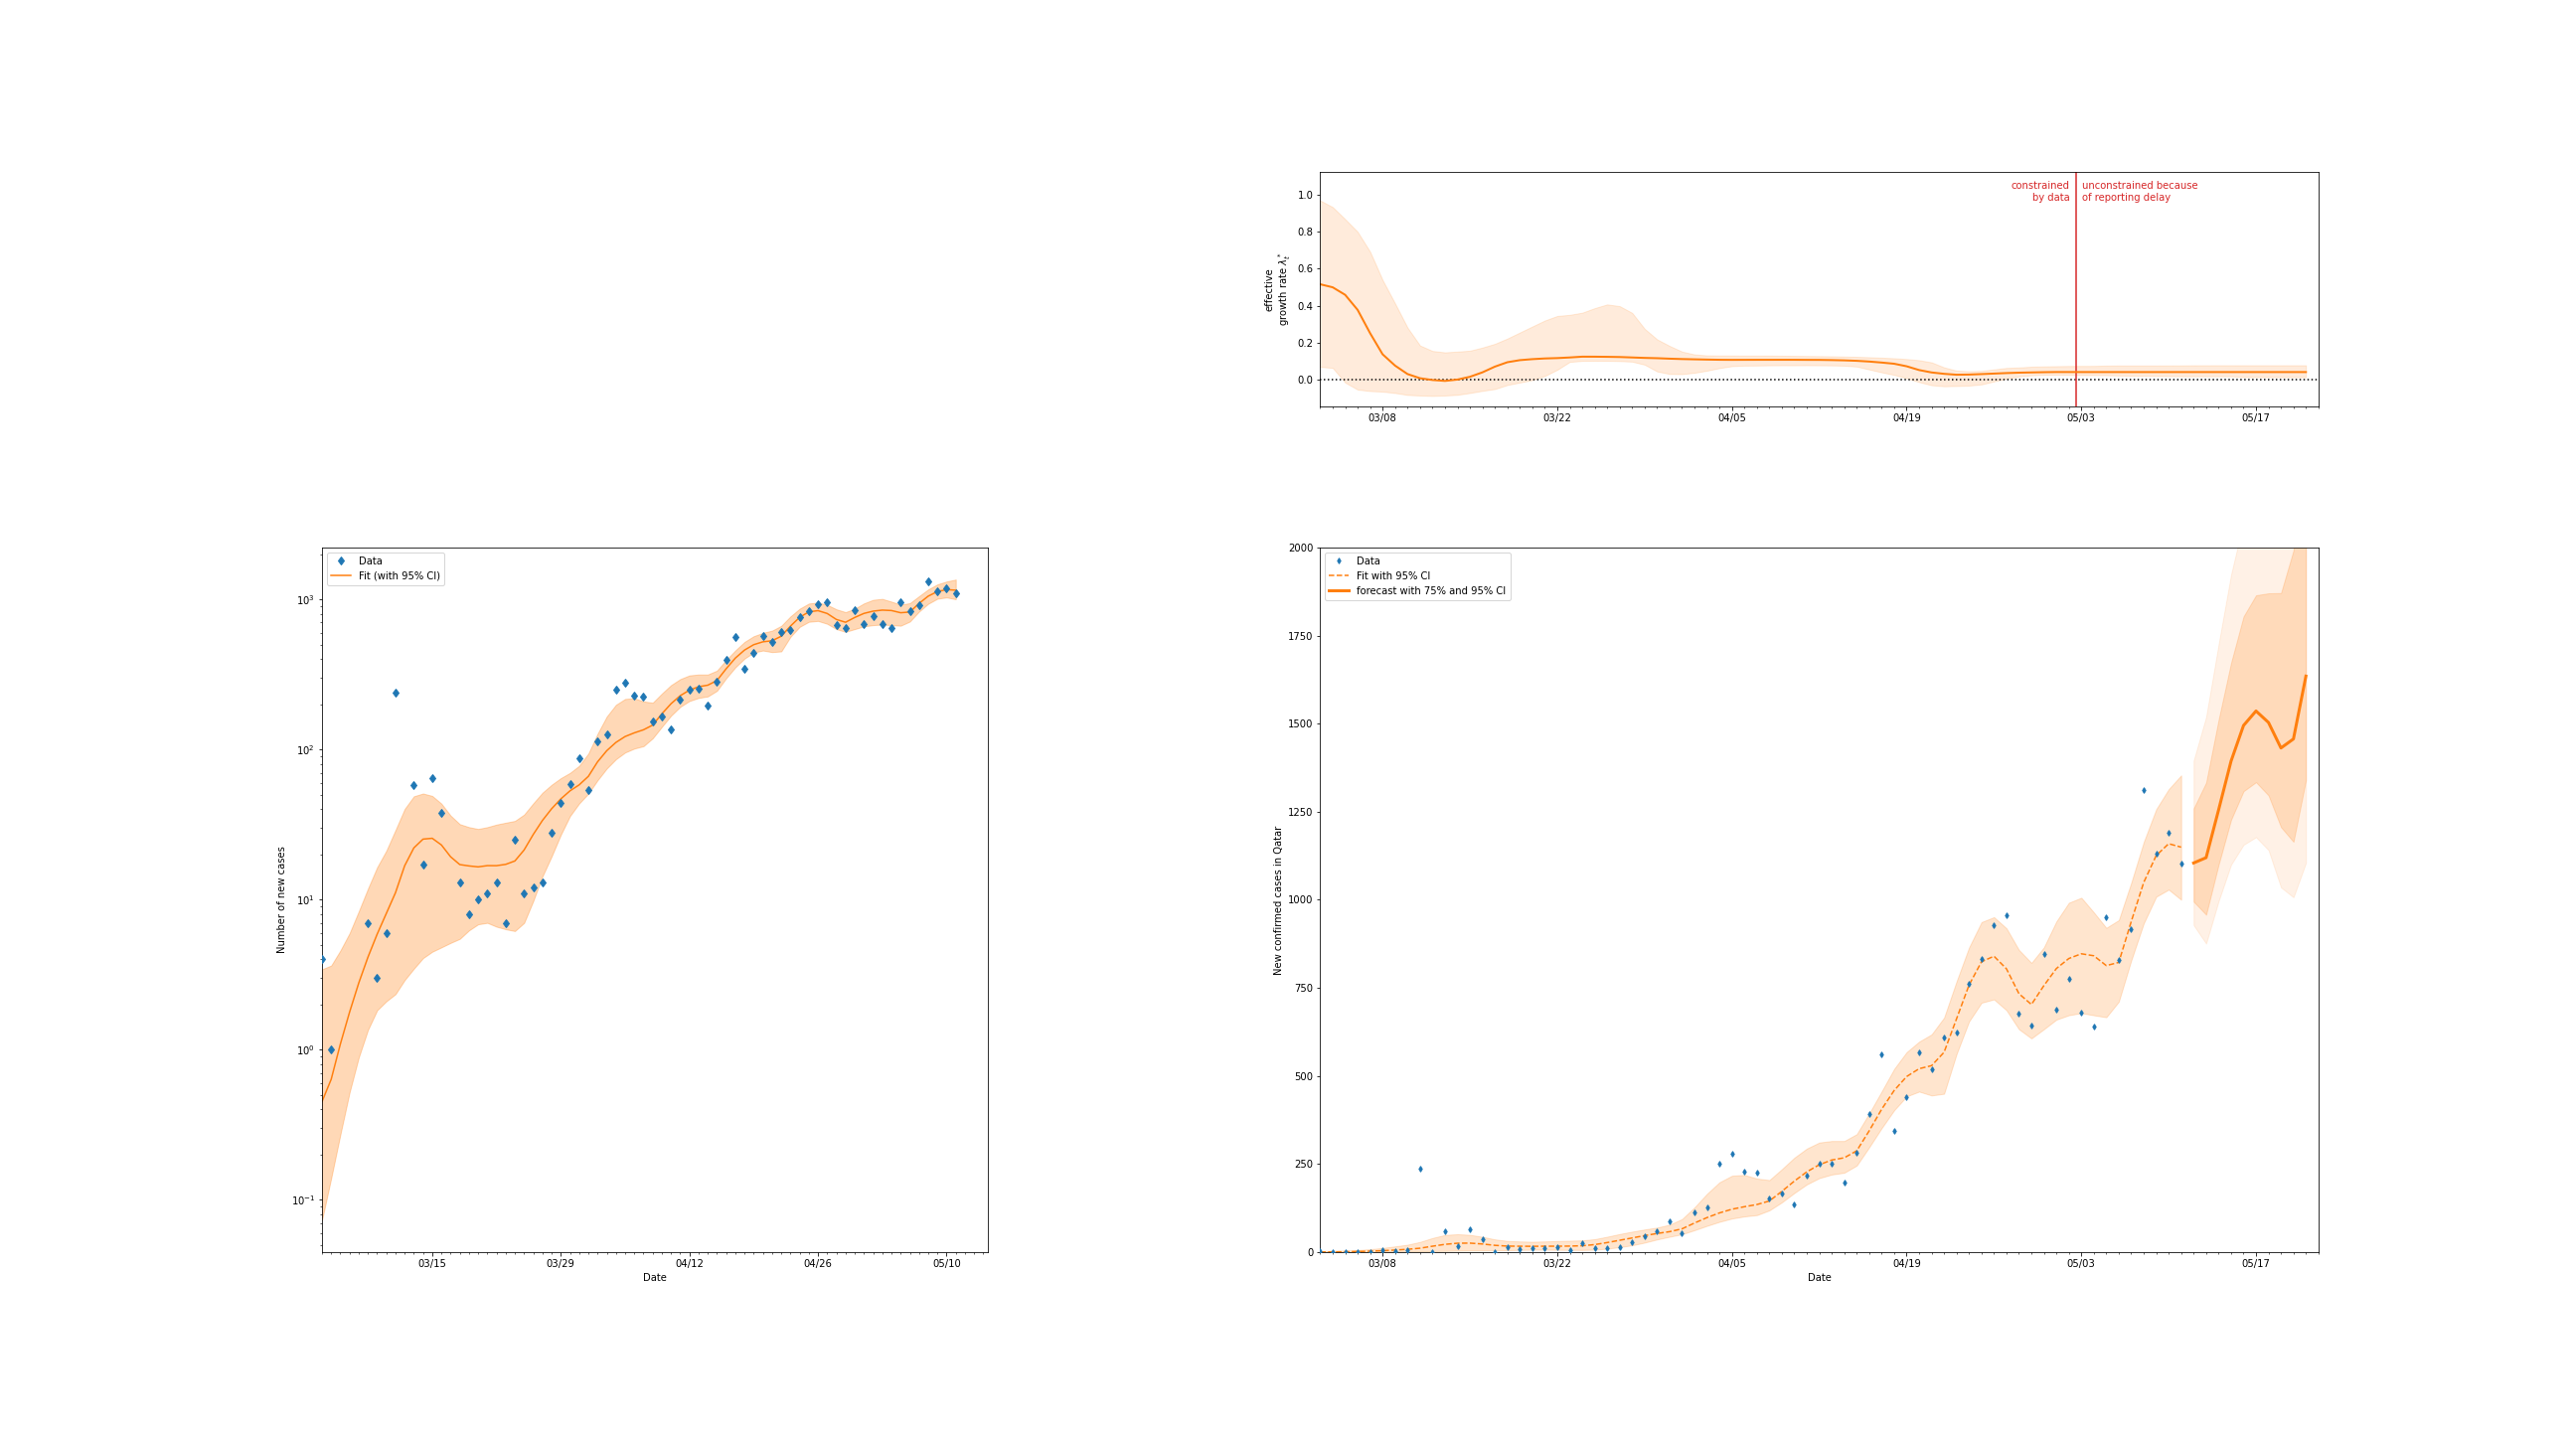 constrained
by data
unconstrained because
of reporting delay
1.0
0.8
0.6
0.4
0.2
0.0
effective
growth rate λ*t
03/08
03/22
04/05
04/19
05/03
05/17
Data
Fit (with 95% CI)
10³
10²
10¹
10⁰
10⁻¹
Number of new cases
03/15
03/29
04/12
04/26
05/10
Date
Data
Fit with 95% CI
forecast with 75% and 95% CI
2000
1750
1500
1250
1000
750
500
250
0
New confirmed cases in Qatar
03/08
03/22
04/05
04/19
05/03
05/17
Date